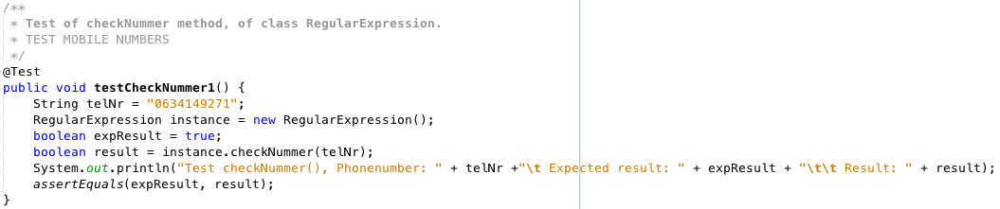 /**
 * Test of checkNummer method, of class RegularExpression.
 * TEST MOBILE NUMBERS
 */
@Test
public void testCheckNummer1() {
    String telNr = "0634149271";
    RegularExpression instance = new RegularExpression();
    boolean expResult = true;
    boolean result = instance.checkNummer(telNr);
    System.out.println("Test checkNummer(), Phonenumber: " + telNr +"\t Expected result: " + expResult + "\t\t Result: " + result);
    assertEquals(expResult, result);
}